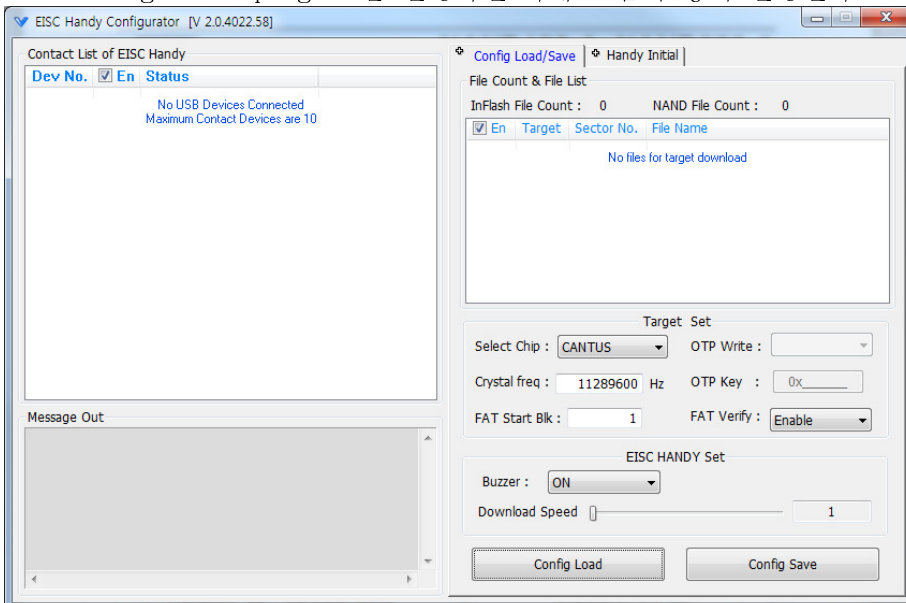 EISC Handy Configurator [V 2.0.4022.58]
Contact List of EISC Handy
Dev No. En Status
No USB Devices Connected
Maximum Contact Devices are 10
Message Out
Config Load/Save
Handy Initial
File Count & File List
InFlash File Count : 0 NAND File Count : 0
En Target Sector No. File Name
No files for target download
Target Set
Select Chip : CANTUS OTP Write :
Crystal freq : 11289600 Hz OTP Key : 0x______
FAT Start Blk : 1 FAT Verify : Enable
EISC HANDY Set
Buzzer : ON
Download Speed 1
Config Load Config Save